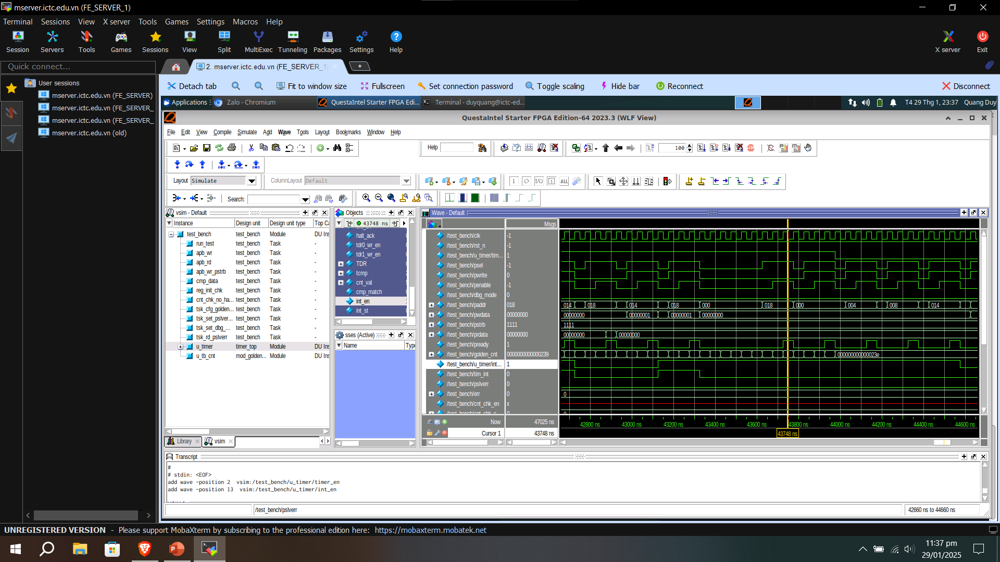 mserver.ictc.edu.vn (FE_SERVER_1)
Terminal Sessions View X server Tools Games Settings Macros Help
Session Servers Tools Games Sessions View Split MultiExec Tunneling Packages Settings Help X server Exit
Quick connect...
2. mserver.ictc.edu.vn (FE_SERVER_1)
User sessions
mserver.ictc.edu.vn (FE_SERVER)
mserver.ictc.edu.vn (FE_SERVER_
mserver.ictc.edu.vn (FE_SERVER_
mserver.ictc.edu.vn (old)
Detach tab Fit to window size Fullscreen Set connection password Toggle scaling Hide bar Reconnect Disconnect
Applications Zalo - Chromium QuestaIntel Starter FPGA Edi... Terminal - duyquang@ictc-ed... T4 29 Thg 1, 23:37 Quang Duy
QuestaIntel Starter FPGA Edition-64 2023.3 (WLF View)
File Edit View Compile Simulate Add Wave Tools Layout Bookmarks Window Help
Help 100
Layout Simulate ColumnLayout Default
Search:
vsim - Default
Instance Design unit Design unit type Top Ca
test_bench test_bench Module DU Ins
run_test test_bench Task -
apb_wr test_bench Task -
apb_rd test_bench Task -
apb_wr_pstrb test_bench Task -
cmp_data test_bench Task -
reg_init_chk test_bench Task -
cnt_chk_no_ha... test_bench Task -
tsk_cfg_golden... test_bench Task -
tsk_set_pslver... test_bench Task -
tsk_set_dbg_... test_bench Task -
tsk_rd_pslverr test_bench Task -
u_timer timer_top Module DU Ins
u_tb_cnt mod_golden... Module DU Ins
Library vsim
Objects
43748 ns
halt_ack
tdr0_wr_en
tdr1_wr_en
TDR
tcmp
cnt_val
cmp_match
int_en
int_st
sses (Active)
Name Type
Wave - Default
Msgs
/test_bench/clk -1
/test_bench/rst_n -1
/test_bench/u_timer/tim... 1
/test_bench/psel -1
/test_bench/pwrite 0
/test_bench/penable -1
/test_bench/dbg_mode 0
/test_bench/paddr 018 014 018 014 018 000 018 000 004 008 014
/test_bench/pwdata 00000000 00000000 00000001 00000001 00000000
/test_bench/pstrb 1111 1111
/test_bench/prdata 00000000 00000000 00000000
/test_bench/pready 1
/test_bench/golden_cnt 0000000000000239 000000000000023e
/test_bench/u_timer/int... 1
/test_bench/tim_int 0
/test_bench/pslverr 0
/test_bench/err 0 0
/test_bench/cnt_chk_en x
Now 47025 ns 42800 ns 43000 ns 43200 ns 43400 ns 43600 ns 43800 ns 44000 ns 44200 ns 44400 ns 44600 ns
Cursor 1 43748 ns 43748 ns
Transcript
#
# stdin: <EOF>
add wave -position 2 vsim:/test_bench/u_timer/timer_en
add wave -position 13 vsim:/test_bench/u_timer/int_en
/test_bench/pslverr 42660 ns to 44660 ns
UNREGISTERED VERSION - Please support MobaXterm by subscribing to the professional edition here: https://mobaxterm.mobatek.net
11:37 pm
29/01/2025